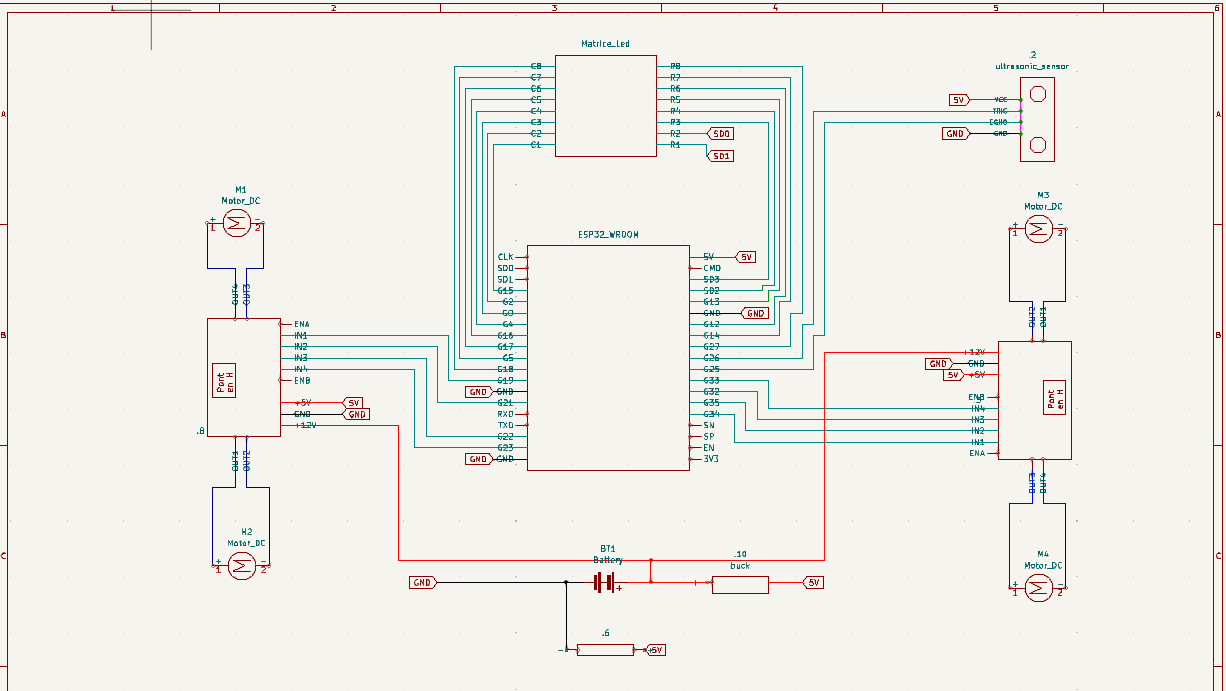 1 2 3 4 5 6
A
B
C
A
B
C
Matrice_Led
C8
C7
C6
C5
C4
C3
C2
C1
R8
R7
R6
R5
R4
R3
R2
R1
SD0
SD1
.2
ultrasonic_sensor
VCC
TRIG
ECHO
GND
5V
GND
M1
Motor_DC
+ -
1 2
OUT4
OUT3
M3
Motor_DC
+ -
1 2
OUT2
OUT1
ESP32_WROOM
CLK
SD0
SD1
G15
G2
G0
G4
G16
G17
G5
G18
G19
GND
G21
RXD
TXD
G22
G23
GND
GND
GND
5V
CMD
SD3
SD2
G13
GND
G12
G14
G27
G26
G25
G33
G32
G35
G34
SN
SP
EN
3V3
5V
GND
ENA
IN1
IN2
IN3
IN4
ENB
+5V
GND
+12V
5V
GND
Pont
en H
.8
OUT1
OUT2
+12V
GND
+5V
ENB
IN4
IN3
IN2
IN1
ENA
GND
5V
Pont
en H
OUT3
OUT4
M2
Motor_DC
+ -
1 2
M4
Motor_DC
+ -
1 2
BT1
Battery
+
GND
.10
buck
5V
.6
- +
5V